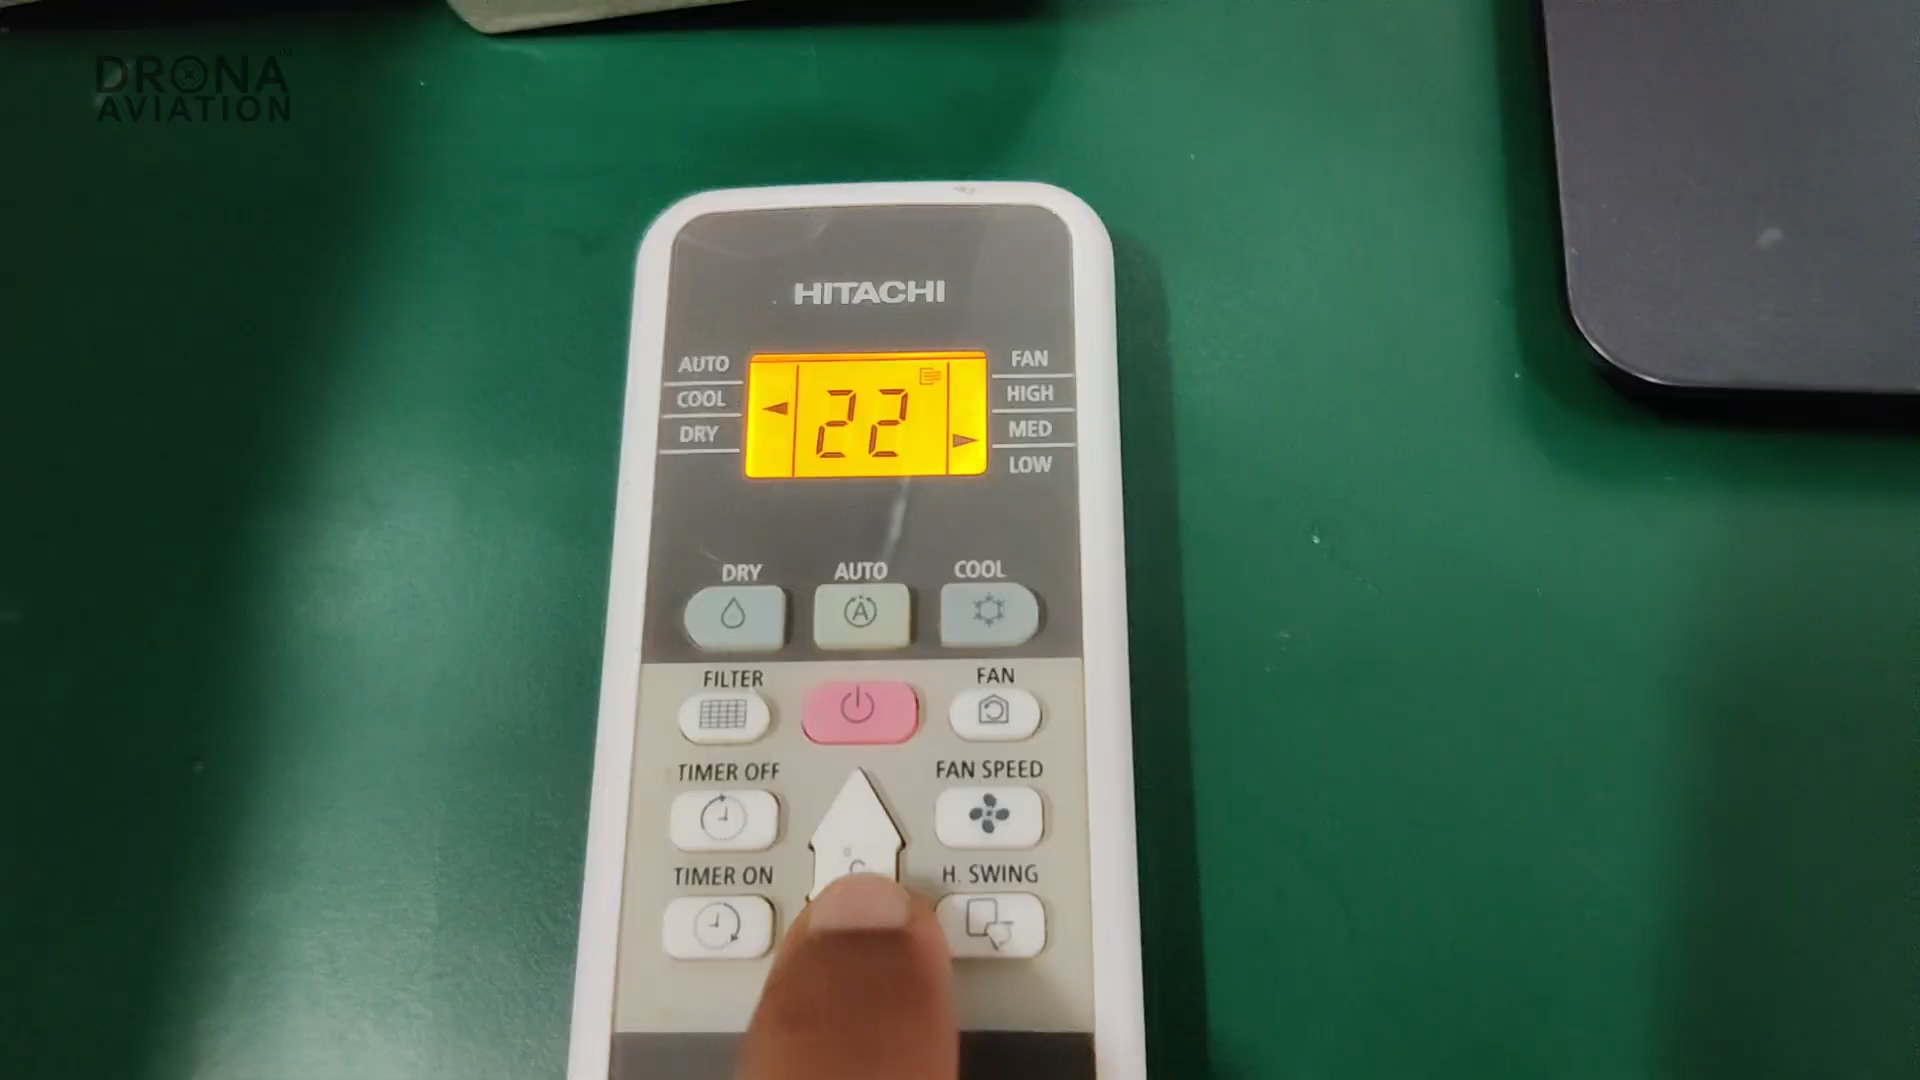 DRONA
AVIATION
HITACHI
AUTO
COOL
DRY
22
FAN
HIGH
MED
LOW
DRY
AUTO
COOL
A
FILTER
FAN
TIMER OFF
FAN SPEED
TIMER ON
°C
H. SWING